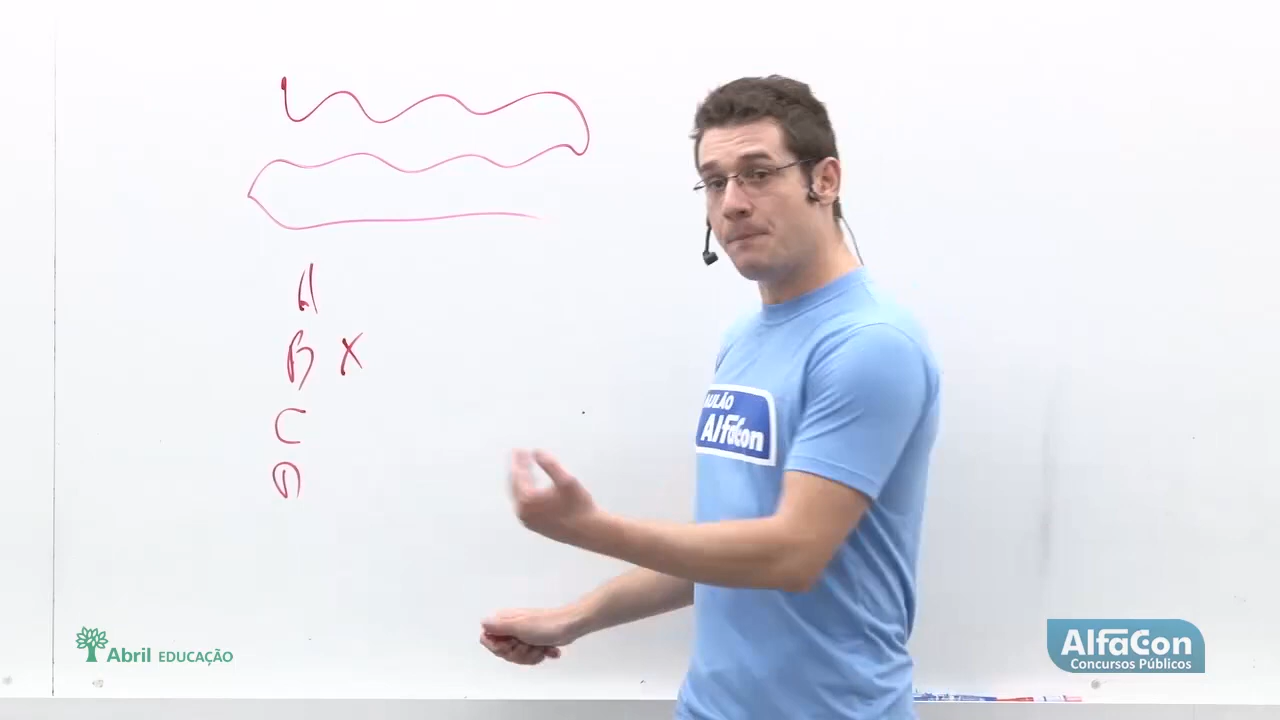 A
B X
C
D
AULÃO
AlfaCon
Abril EDUCAÇÃO
AlfaCon
Concursos Públicos